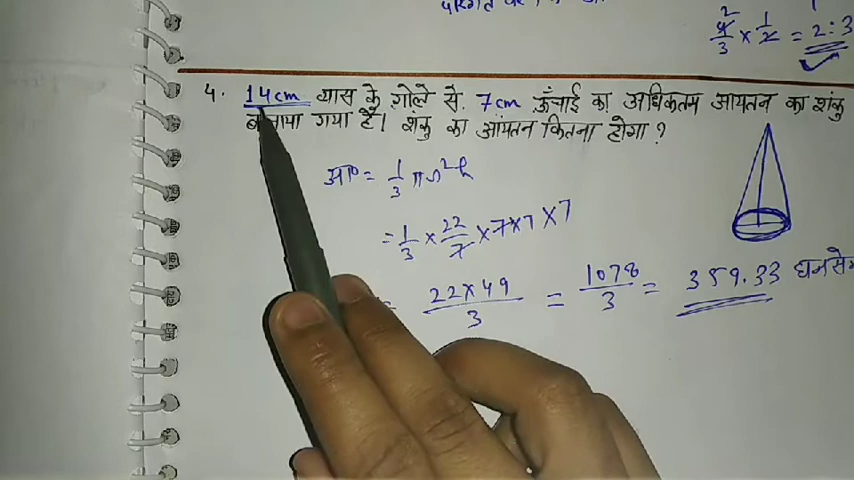 2
4/3 × 1/2 = 2:3
4. 14cm व्यास के गोले से 7cm ऊँचाई का अधिकतम आयतन का शंकु
बनाया गया है। शंकु का आयतन कितना होगा?
आ० = 1/3 πr²h
= 1/3 × 22/7 × 7×7×7
= 22×49/3 = 1078/3 = 359.33 घनसेमी